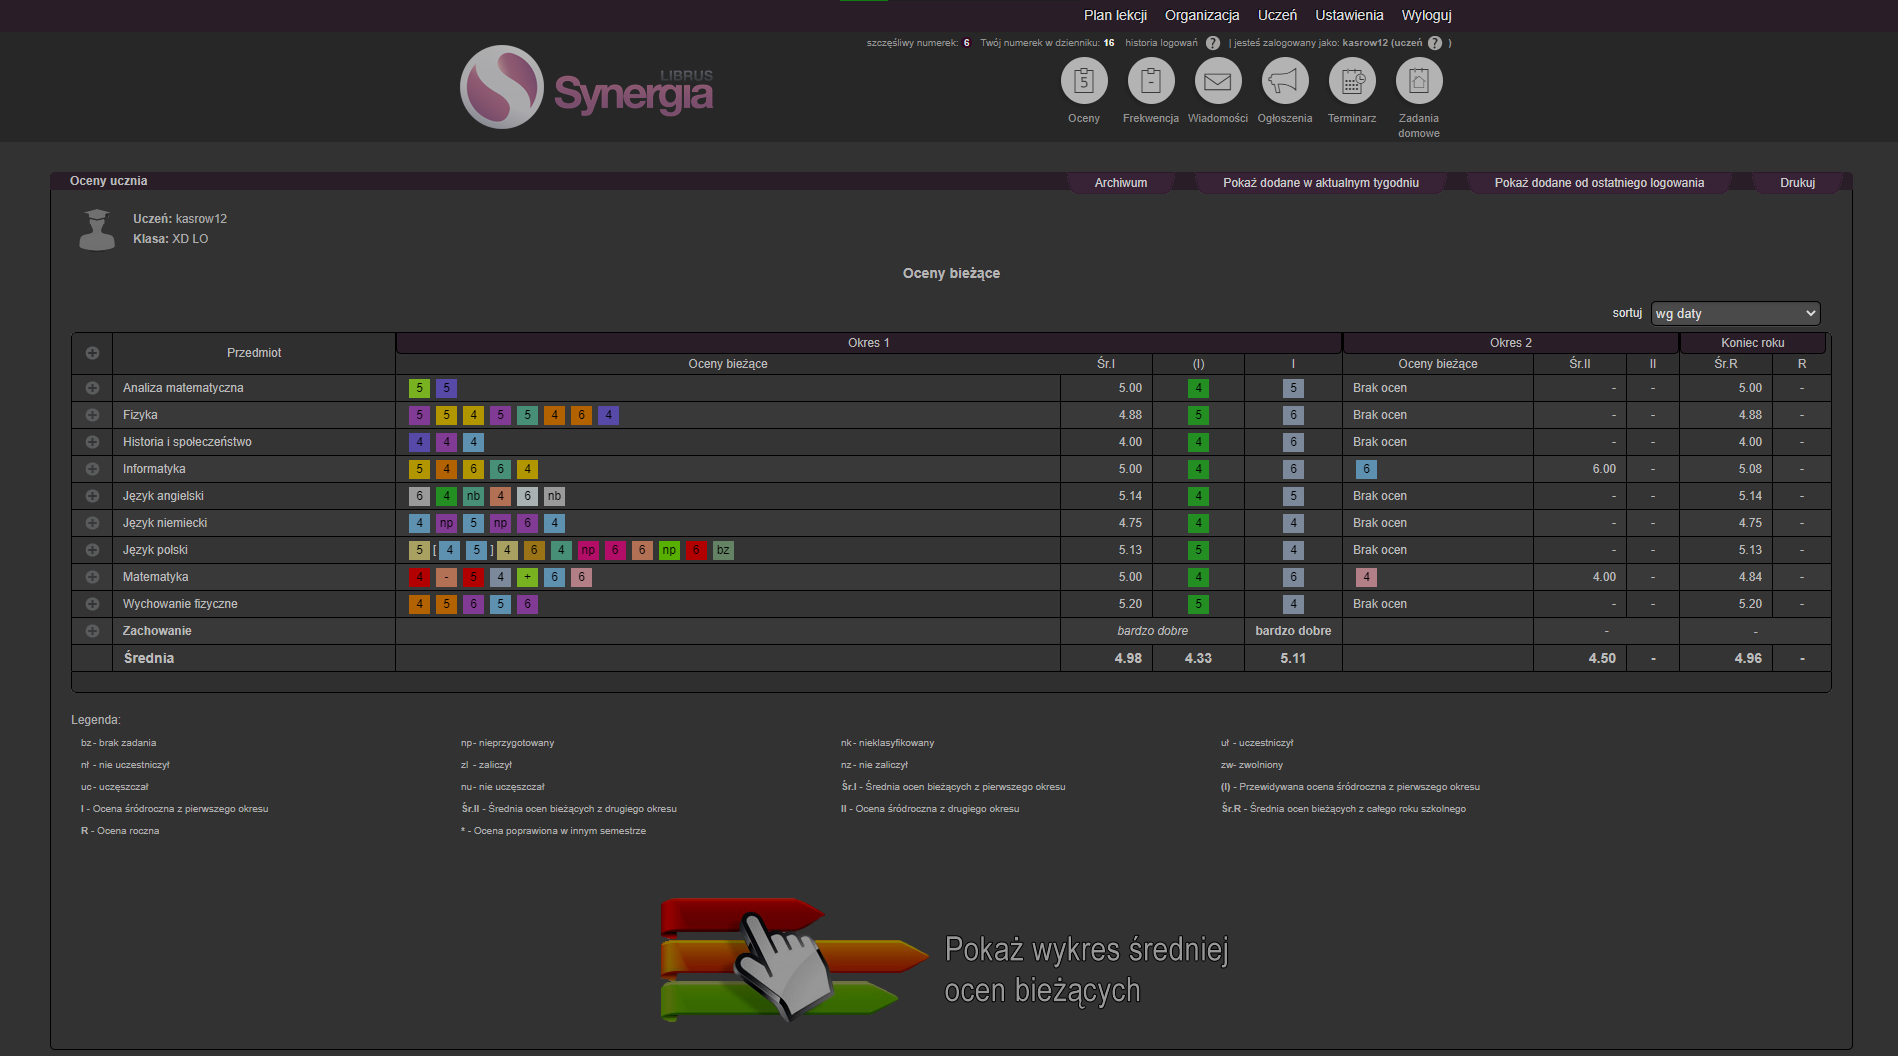 Plan lekcji Organizacja Uczeń Ustawienia Wyloguj
szczęśliwy numerek: 6 Twój numerek w dzienniku: 16 historia logowań ? | jesteś zalogowany jako: kasrow12 (uczeń ? )
LIBRUS
Synergia
5 -
Oceny Frekwencja Wiadomości Ogłoszenia Terminarz Zadania domowe
Oceny ucznia Archiwum Pokaż dodane w aktualnym tygodniu Pokaż dodane od ostatniego logowania Drukuj
Uczeń: kasrow12
Klasa: XD LO
Oceny bieżące
sortuj wg daty
Przedmiot Okres 1 Okres 2 Koniec roku
Oceny bieżące Śr.I (I) I Oceny bieżące Śr.II II Śr.R R
Analiza matematyczna 5 5 5.00 4 5 Brak ocen - - 5.00 -
Fizyka 5 5 4 5 5 4 6 4 4.88 5 6 Brak ocen - - 4.88 -
Historia i społeczeństwo 4 4 4 4.00 4 6 Brak ocen - - 4.00 -
Informatyka 5 4 6 6 4 5.00 4 6 6 6.00 - 5.08 -
Język angielski 6 4 nb 4 6 nb 5.14 4 5 Brak ocen - - 5.14 -
Język niemiecki 4 np 5 np 6 4 4.75 4 4 Brak ocen - - 4.75 -
Język polski 5 [ 4 5 ] 4 6 4 np 6 6 np 6 bz 5.13 5 4 Brak ocen - - 5.13 -
Matematyka 4 - 5 4 + 6 6 5.00 4 6 4 4.00 - 4.84 -
Wychowanie fizyczne 4 5 6 5 6 5.20 5 4 Brak ocen - - 5.20 -
Zachowanie bardzo dobre bardzo dobre - -
Średnia 4.98 4.33 5.11 4.50 - 4.96 -
Legenda:
bz - brak zadania np - nieprzygotowany nk - nieklasyfikowany uł - uczestniczył
nł - nie uczestniczył zl - zaliczył nz - nie zaliczył zw - zwolniony
uc - uczęszczał nu - nie uczęszczał Śr.I - Średnia ocen bieżących z pierwszego okresu (I) - Przewidywana ocena śródroczna z pierwszego okresu
I - Ocena śródroczna z pierwszego okresu Śr.II - Średnia ocen bieżących z drugiego okresu II - Ocena śródroczna z drugiego okresu Śr.R - Średnia ocen bieżących z całego roku szkolnego
R - Ocena roczna * - Ocena poprawiona w innym semestrze
Pokaż wykres średniej
ocen bieżących